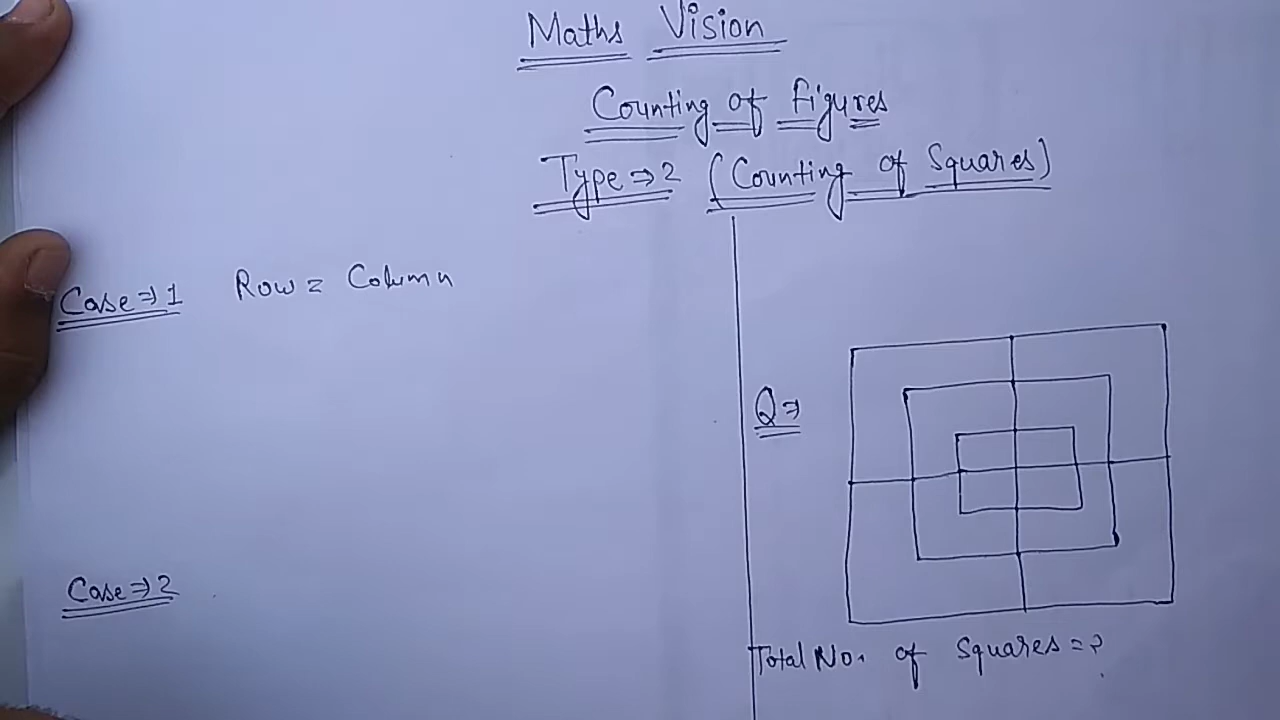 Maths Vision
Counting of figures
Type ⇒ 2 (Counting of Squares)
Case ⇒ 1 Row = Column
Q ⇒
Case ⇒ 2
Total No. of Squares = ?